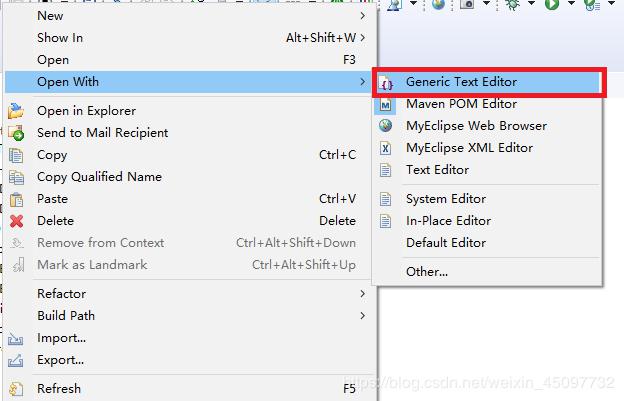 New
Show In Alt+Shift+W
Open F3
Open With
Open in Explorer
Send to Mail Recipient
Copy Ctrl+C
Copy Qualified Name
Paste Ctrl+V
Delete Delete
Remove from Context Ctrl+Alt+Shift+Down
Mark as Landmark Ctrl+Alt+Shift+Up
Refactor
Build Path
Import...
Export...
Refresh F5
Generic Text Editor
Maven POM Editor
MyEclipse Web Browser
MyEclipse XML Editor
Text Editor
System Editor
In-Place Editor
Default Editor
Other...
https://blog.csdn.net/weixin_45097732